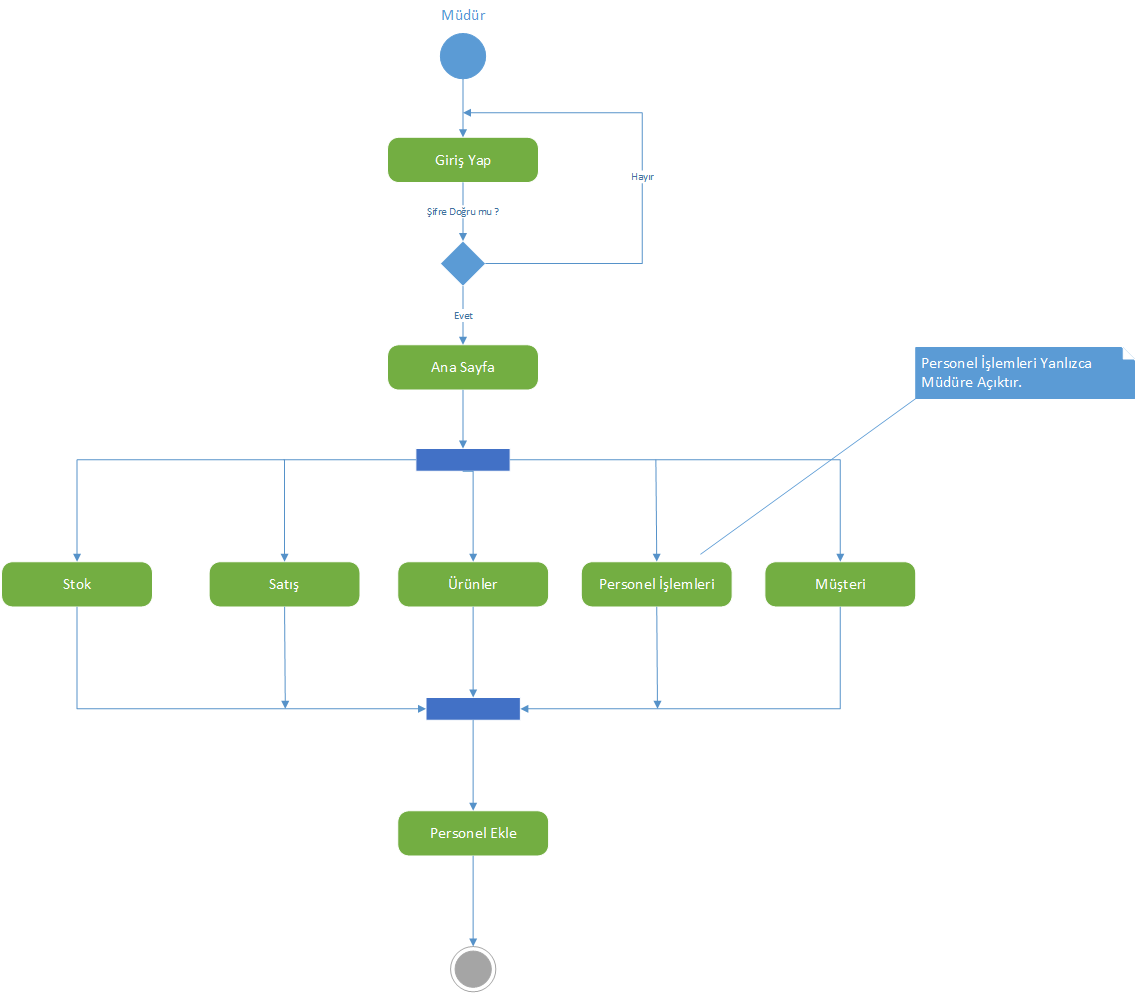 Müdür
Giriş Yap
Hayır
Şifre Doğru mu ?
Evet
Ana Sayfa
Personel İşlemleri Yanlızca
Müdüre Açıktır.
Stok
Satış
Ürünler
Personel İşlemleri
Müşteri
Personel Ekle